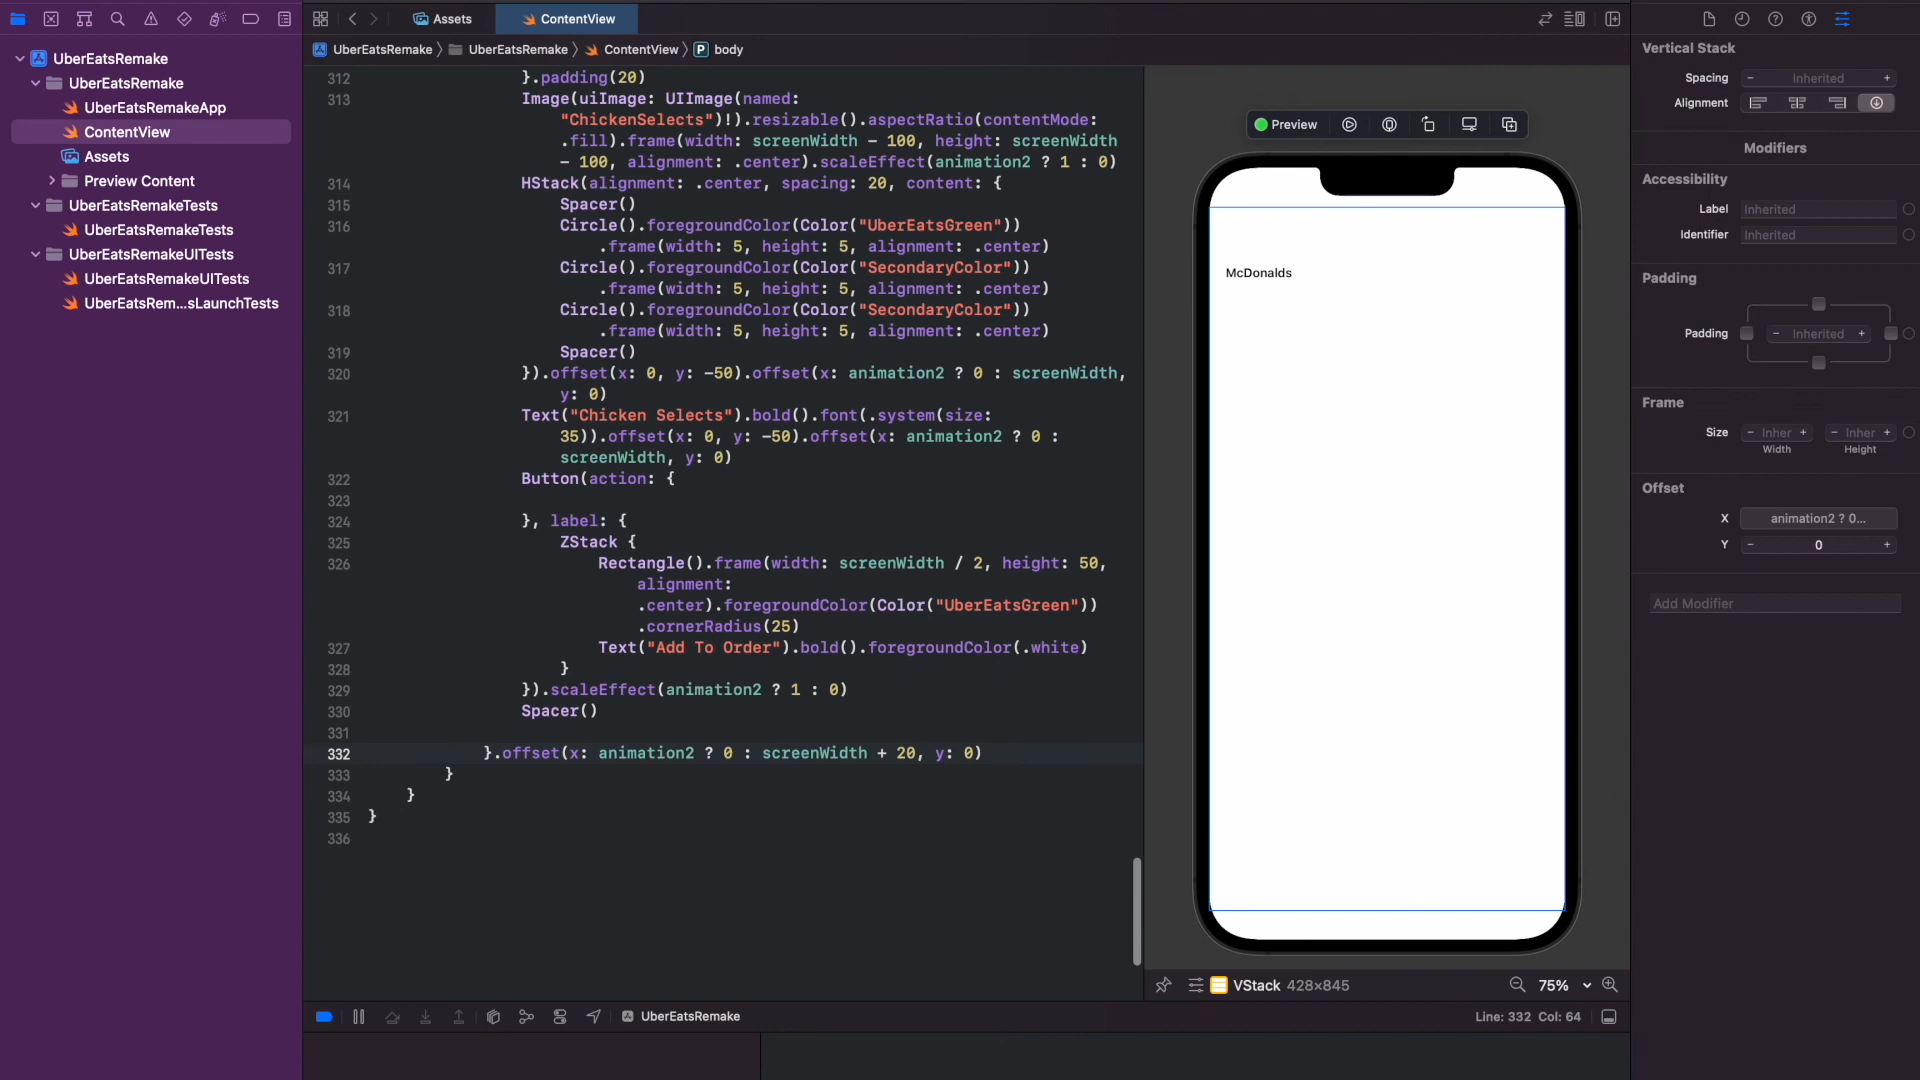 Assets
ContentView
UberEatsRemake
UberEatsRemake
UberEatsRemakeApp
ContentView
Assets
Preview Content
UberEatsRemakeTests
UberEatsRemakeTests
UberEatsRemakeUITests
UberEatsRemakeUITests
UberEatsRem...sLaunchTests
UberEatsRemake
UberEatsRemake
ContentView
P body
312 }.padding(20)
313 Image(uiImage: UIImage(named:
"ChickenSelects")!).resizable().aspectRatio(contentMode:
.fill).frame(width: screenWidth - 100, height: screenWidth
- 100, alignment: .center).scaleEffect(animation2 ? 1 : 0)
314 HStack(alignment: .center, spacing: 20, content: {
315 Spacer()
316 Circle().foregroundColor(Color("UberEatsGreen"))
.frame(width: 5, height: 5, alignment: .center)
317 Circle().foregroundColor(Color("SecondaryColor"))
.frame(width: 5, height: 5, alignment: .center)
318 Circle().foregroundColor(Color("SecondaryColor"))
.frame(width: 5, height: 5, alignment: .center)
319 Spacer()
320 }).offset(x: 0, y: -50).offset(x: animation2 ? 0 : screenWidth,
y: 0)
321 Text("Chicken Selects").bold().font(.system(size:
35)).offset(x: 0, y: -50).offset(x: animation2 ? 0 :
screenWidth, y: 0)
322 Button(action: {
323
324 }, label: {
325 ZStack {
326 Rectangle().frame(width: screenWidth / 2, height: 50,
alignment:
.center).foregroundColor(Color("UberEatsGreen"))
.cornerRadius(25)
327 Text("Add To Order").bold().foregroundColor(.white)
328 }
329 }).scaleEffect(animation2 ? 1 : 0)
330 Spacer()
331
332 }.offset(x: animation2 ? 0 : screenWidth + 20, y: 0)
333 }
334 }
335 }
336
Preview
McDonalds
VStack 428×845
75%
UberEatsRemake
Line: 332 Col: 64
Vertical Stack
Spacing - Inherited +
Alignment
Modifiers
Accessibility
Label Inherited
Identifier Inherited
Padding
Padding - Inherited +
Frame
Size - Inher + - Inher +
Width Height
Offset
X animation2 ? 0...
Y - 0 +
Add Modifier